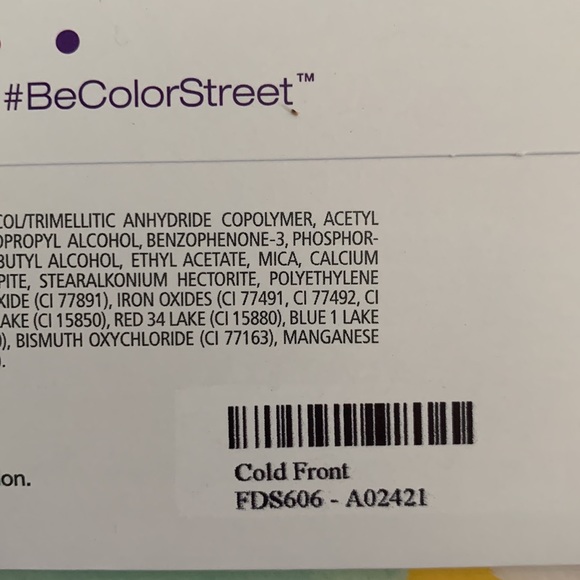 #BeColorStreet™
COL/TRIMELLITIC ANHYDRIDE COPOLYMER, ACETYL
OPROPYL ALCOHOL, BENZOPHENONE-3, PHOSPHOR-
BUTYL ALCOHOL, ETHYL ACETATE, MICA, CALCIUM
PITE, STEARALKONIUM HECTORITE, POLYETHYLENE
XIDE (CI 77891), IRON OXIDES (CI 77491, CI 77492, CI
AKE (CI 15850), RED 34 LAKE (CI 15880), BLUE 1 LAKE
), BISMUTH OXYCHLORIDE (CI 77163), MANGANESE
).
on.
Cold Front
FDS606 - A02421